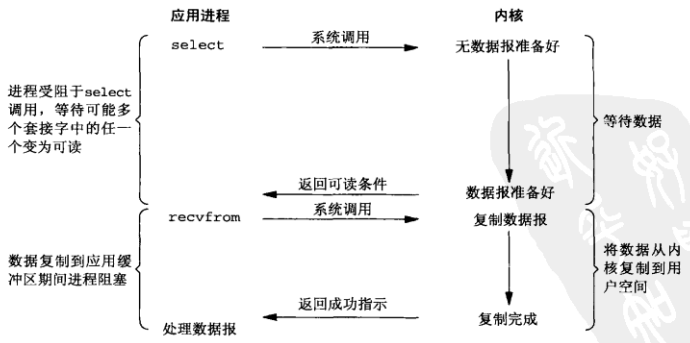 应用进程
内核
select
系统调用
无数据报准备好
进程受阻于select
调用，等待可能多
个套接字中的任一
个变为可读
等待数据
返回可读条件
数据报准备好
recvfrom
系统调用
复制数据报
数据复制到应用缓
冲区期间进程阻塞
将数据从内
核复制到用
户空间
返回成功指示
处理数据报
复制完成